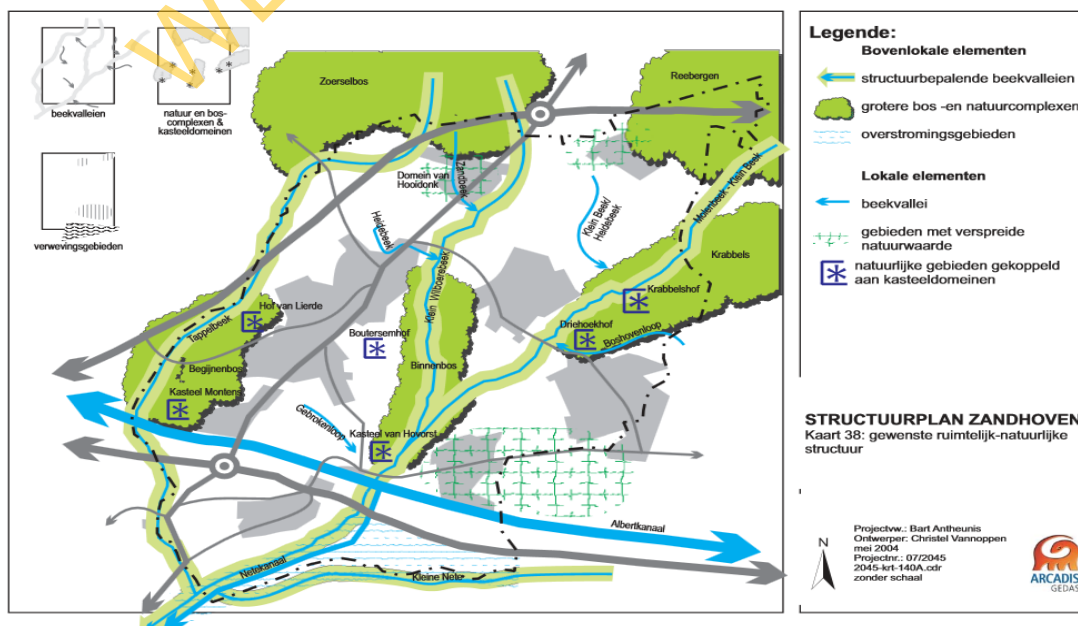 WE
beekvalleien
natuur en bos-
complexen &
kasteeldomeinen
verwevingsgebieden
Zoerselbos
Reebergen
Domein van
Hooidonk
Zandbeek
Heidebeek
Klein Beek/
Heidebeek
Molenbeek - Klein Beek
Krabbels
Klein Wilboerebeek
Krabbelshof
Hof van Lierde
Tappelbeek
Boutersemhof
Driehoekhof
Boshovenloop
Begijnenbos
Binnenbos
Kasteel Montens
Gebrokenloop
Kasteel van Hovorst
Albertkanaal
Netekanaal
Kleine Nete
Legende:
Bovenlokale elementen
structuurbepalende beekvalleien
grotere bos -en natuurcomplexen
overstromingsgebieden
Lokale elementen
beekvallei
gebieden met verspreide
natuurwaarde
natuurlijke gebieden gekoppeld
aan kasteeldomeinen
STRUCTUURPLAN ZANDHOVEN
Kaart 38: gewenste ruimtelijk-natuurlijke
structuur
N
Projectvw.: Bart Antheunis
Ontwerper: Christel Vannoppen
mei 2004
Projectnr.: 07/2045
2045-krt-140A.cdr
zonder schaal
ARCADIS
GEDAS